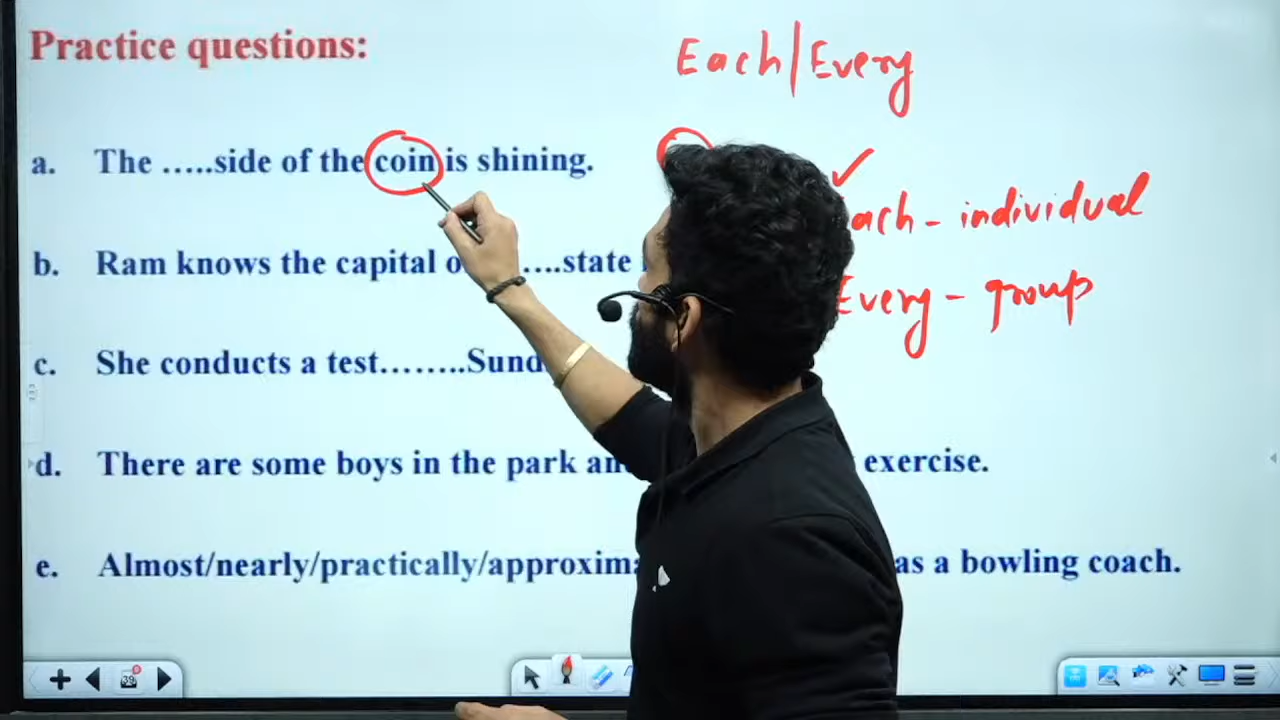 Practice questions:
Each/Every
a. The …..side of the coin is shining.
ach - individual
b. Ram knows the capital o ….state
Every - group
c. She conducts a test……..Sund
d. There are some boys in the park an exercise.
e. Almost/nearly/practically/approxima as a bowling coach.